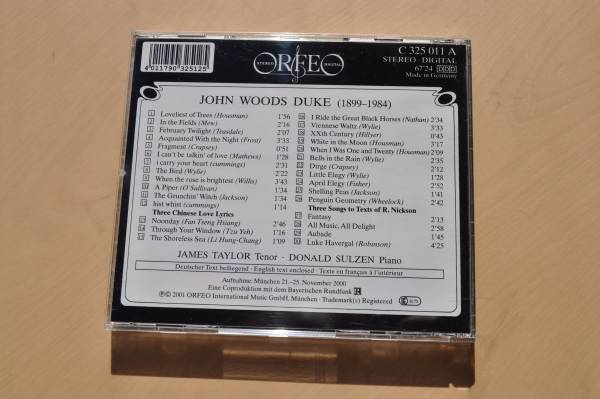 4 011790 325125
STEREO
ORFEO
DIGITAL
C 325 011 A
STEREO · DIGITAL
67'24 DDD
Made in Germany
JOHN WOODS DUKE (1899–1984)
Loveliest of Trees (Housman) 1'56
In the Fields (Mew) 2'16
February Twilight (Teasdale) 2'07
Acquainted With the Night (Frost) 3'33
Fragment (Crapsey) 0'51
I can't be talkin' of love (Mathews) 1'28
i carry your heart (cummings) 2'31
The Bird (Wylie) 2'22
When the rose is brightest (Willis) 3'43
A Piper (O'Sullivan) 1'34
The Grunchin' Witch (Jackson) 1'34
hist whist (cummings) 1'14
Three Chinese Love Lyrics
Noonday (Fan Tseng Hsiang) 2'46
Through Your Window (Tzu Yeh) 1'16
The Shoreless Sea (Li Hung-Chang) 1'09
I Ride the Great Black Horses (Nathan) 2'34
Viennese Waltz (Wylie) 3'33
XXth Century (Hillyer) 0'43
White in the Moon (Housman) 3'17
When I Was One and Twenty (Housman) 2'09
Bells in the Rain (Wylie) 2'35
Dirge (Crapsey) 3'12
Little Elegy (Wylie) 1'28
April Elegy (Fisher) 2'52
Shelling Peas (Jackson) 1'41
Penguin Geometry (Wheelock) 2'42
Three Songs to Texts of R. Nickson
Fantasy 2'13
All Music, All Delight 2'58
Aubade 1'45
Luke Havergal (Robinson) 4'25
JAMES TAYLOR Tenor · DONALD SULZEN Piano
Deutscher Text beiliegend · English text enclosed · Texte en français à l'intérieur
Aufnahme: München 21.–25. November 2000
Eine Coproduktion mit dem Bayerischen Rundfunk
℗© 2001 ORFEO International Music GmbH, München · Trademark(s) Registered